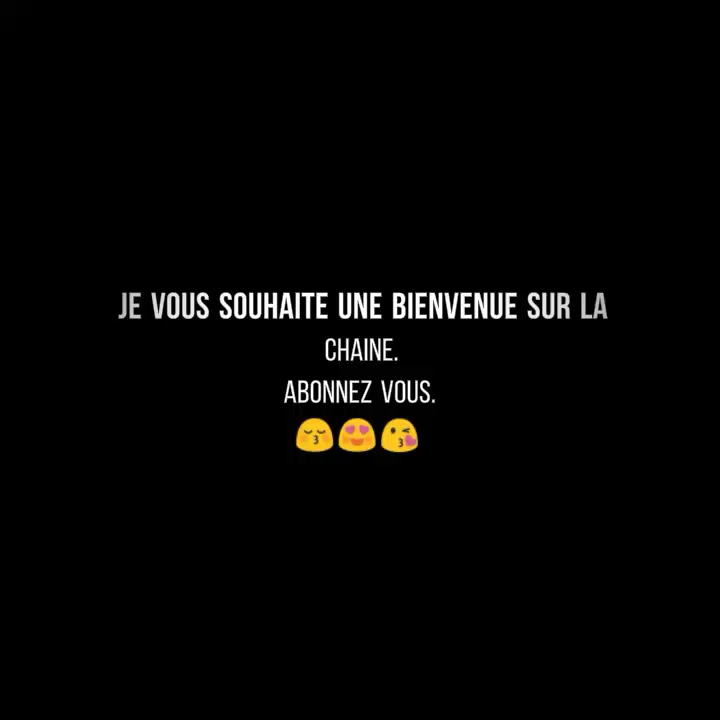 JE VOUS SOUHAITE UNE BIENVENUE SUR LA
CHAINE.
ABONNEZ VOUS.
😚😍😘